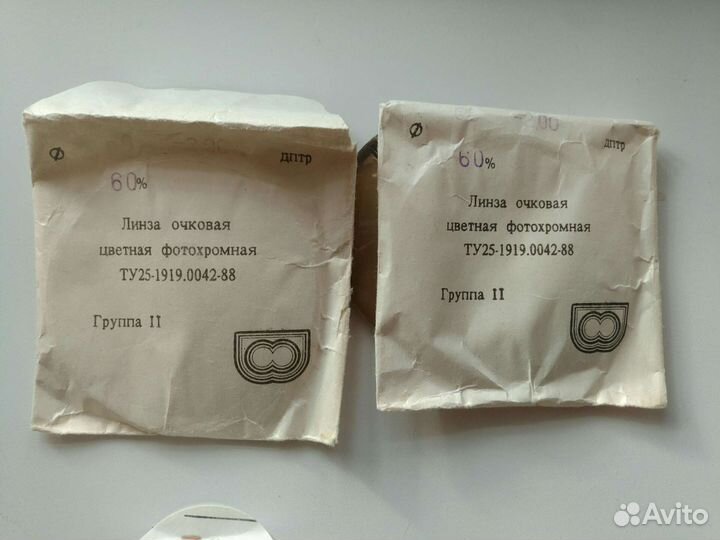 Ø дптр
60%
Линза очковая
цветная фотохромная
ТУ25-1919.0042-88
Группа II
Ø дптр
60%
Линза очковая
цветная фотохромная
ТУ25-1919.0042-88
Группа II
Avito